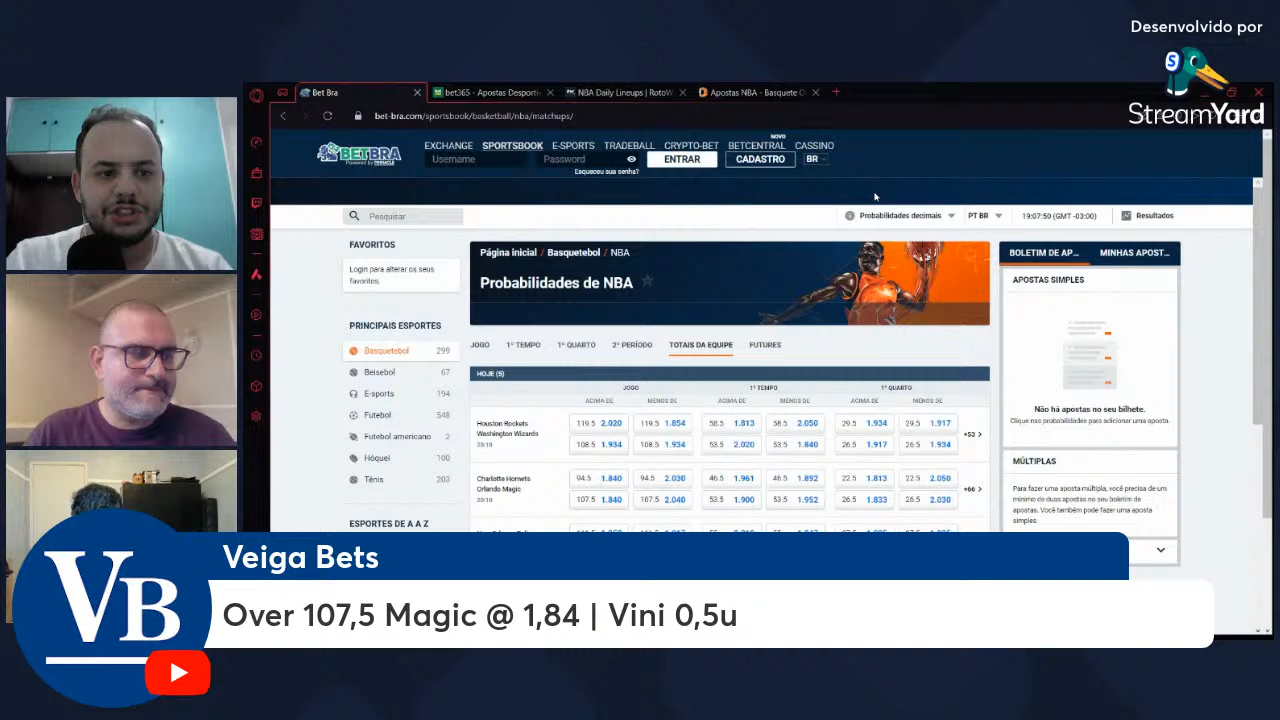 Desenvolvido por
StreamYard
Bet Bra
bet365 - Apostas Desporti
NBA Daily Lineups | RotoW
Apostas NBA - Basquete O
bet-bra.com/sportsbook/basketball/nba/matchups/
BETBRA
Powered by PINNACLE
EXCHANGE SPORTSBOOK E-SPORTS TRADEBALL CRYPTO-BET BETCENTRAL CASSINO
NOVO
Username Password ENTRAR CADASTRO BR
Esqueceu sua senha?
Pesquisar
Probabilidades decimais PT BR 19:07:50 (GMT -03:00) Resultados
FAVORITOS
Login para alterar os seus
favoritos.
PRINCIPAIS ESPORTES
Basquetebol 299
Beisebol 67
E-sports 194
Futebol 548
Futebol americano 2
Hóquei 100
Tênis 203
ESPORTES DE A A Z
Página inicial / Basquetebol / NBA
Probabilidades de NBA
JOGO 1º TEMPO 1º QUARTO 2º PERÍODO TOTAIS DA EQUIPE FUTURES
HOJE (5)
JOGO 1º TEMPO 1º QUARTO
ACIMA DE MENOS DE ACIMA DE MENOS DE ACIMA DE MENOS DE
Houston Rockets 119.5 2.020 119.5 1.854 58.5 1.813 58.5 2.050 29.5 1.934 29.5 1.917
Washington Wizards 108.5 1.934 108.5 1.934 53.5 2.020 53.5 1.840 26.5 1.917 26.5 1.934
20:10
+53
Charlotte Hornets 94.5 1.840 94.5 2.030 46.5 1.961 46.5 1.892 22.5 1.813 22.5 2.050
Orlando Magic 107.5 1.840 107.5 2.040 53.5 1.900 53.5 1.952 26.5 1.833 26.5 2.030
20:10
+66
BOLETIM DE AP... MINHAS APOST...
APOSTAS SIMPLES
Não há apostas no seu bilhete.
Clique nas probabilidades para adicionar uma aposta.
MÚLTIPLAS
Para fazer uma aposta múltipla, você precisa de um
mínimo de duas apostas no seu boletim de
apostas. Você também pode fazer uma aposta
simples.
VB
Veiga Bets
Over 107,5 Magic @ 1,84 | Vini 0,5u